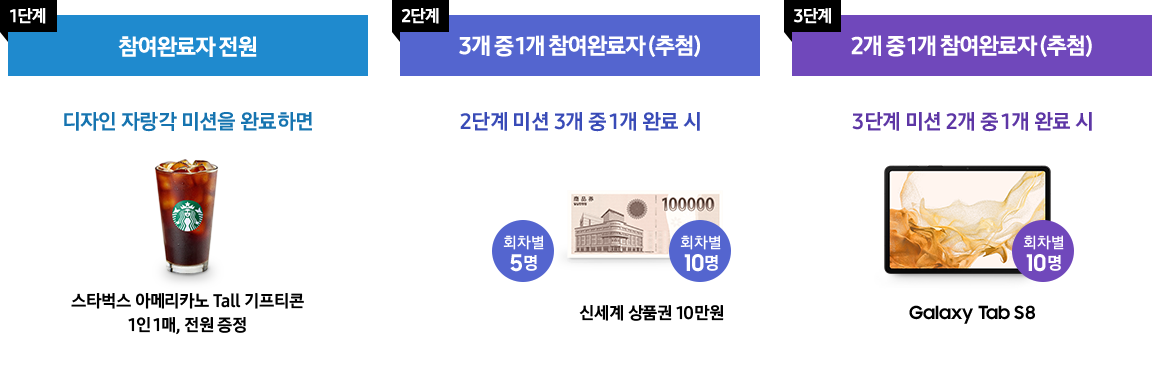 1단계
참여완료자 전원
디자인 자랑각 미션을 완료하면
스타벅스 아메리카노 Tall 기프티콘
1인 1매, 전원 증정
2단계
3개 중 1개 참여완료자 (추첨)
2단계 미션 3개 중 1개 완료 시
회차별
5명
商品券
100000
회차별
10명
신세계 상품권 10만원
3단계
2개 중 1개 참여완료자 (추첨)
3단계 미션 2개 중 1개 완료 시
회차별
10명
Galaxy Tab S8